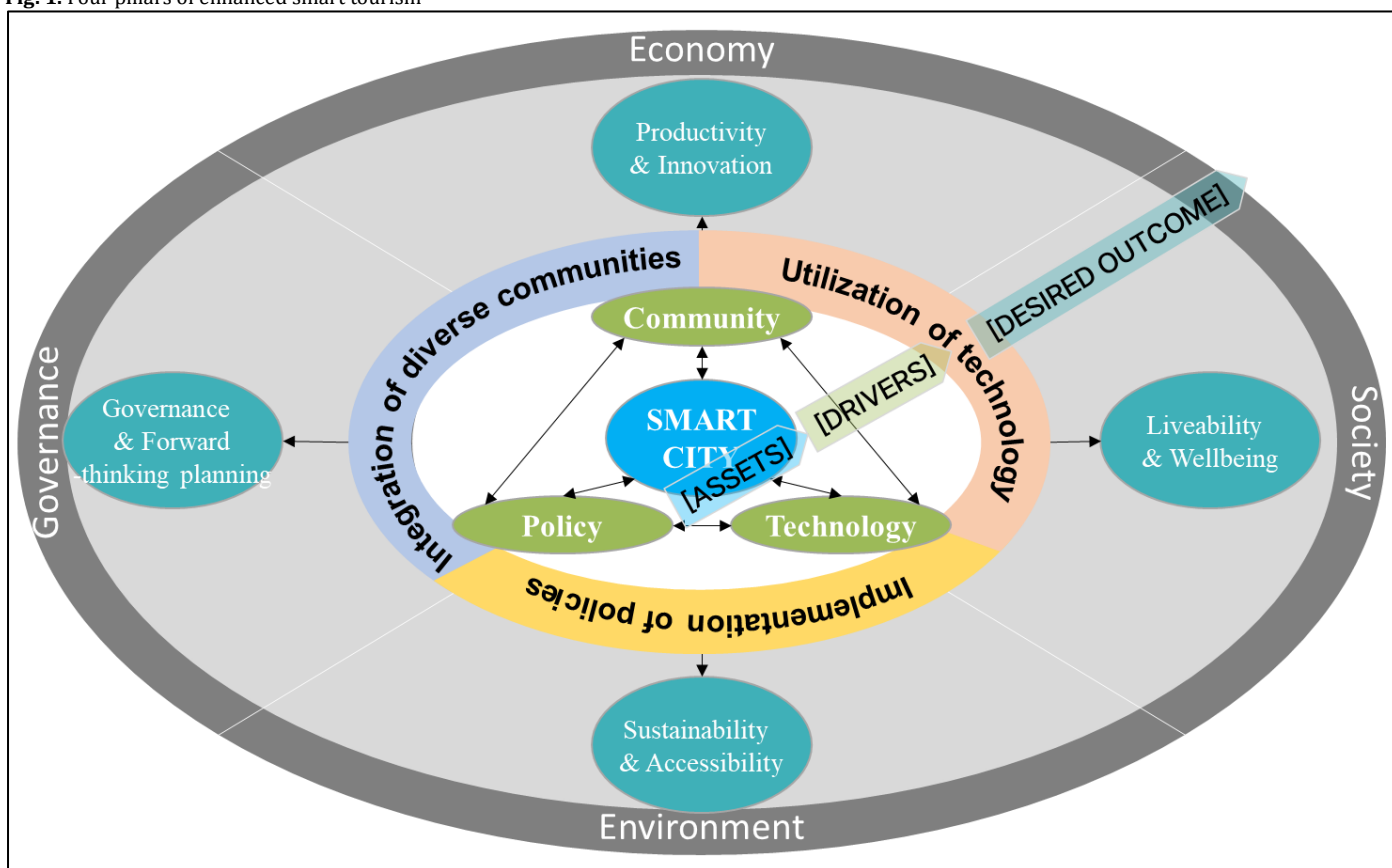 Fig. 1. Four pillars of enhanced smart tourism
Economy
Productivity
& Innovation
[DESIRED OUTCOME]
Integration of diverse communities
Utilization of technology
Community
[DRIVERS]
Governance
Governance
& Forward
-thinking planning
SMART
CITY
[ASSETS]
Liveability
& Wellbeing
Society
Policy
Technology
Implementation of policies
Sustainability
& Accessibility
Environment